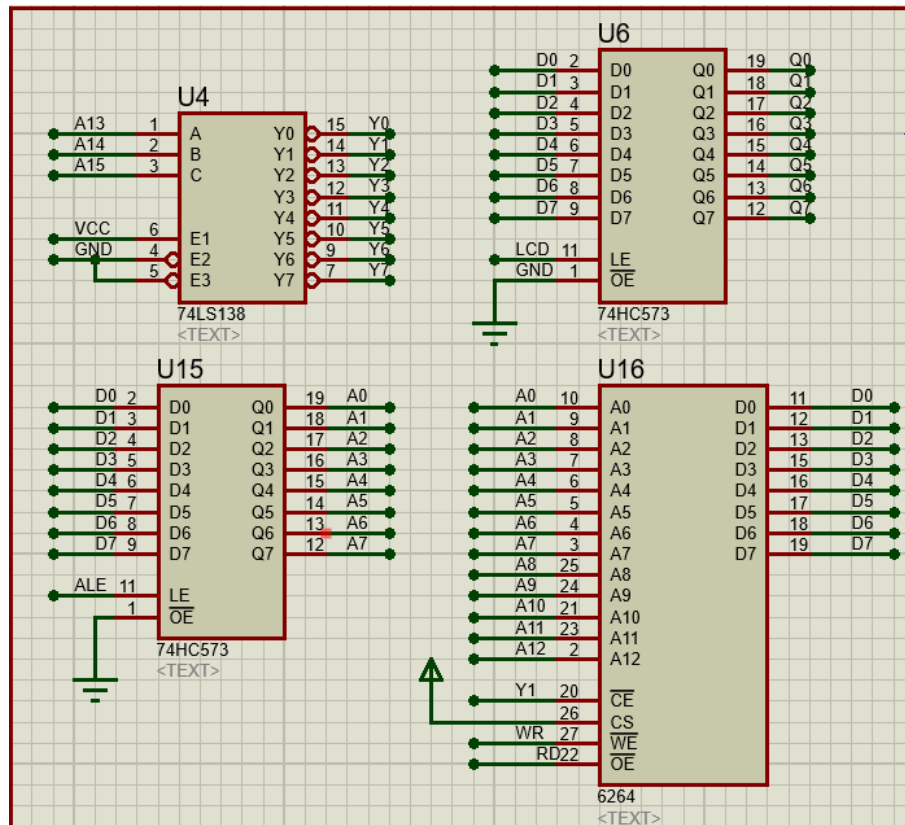 U4
A13 1 A Y0 15 Y0
A14 2 B Y1 14 Y1
A15 3 C Y2 13 Y2
Y3 12 Y3
Y4 11 Y4
VCC 6 E1 Y5 10 Y5
GND 4 E2 Y6 9 Y6
5 E3 Y7 7 Y7
74LS138
<TEXT>
U6
D0 2 D0 Q0 19 Q0
D1 3 D1 Q1 18 Q1
D2 4 D2 Q2 17 Q2
D3 5 D3 Q3 16 Q3
D4 6 D4 Q4 15 Q4
D5 7 D5 Q5 14 Q5
D6 8 D6 Q6 13 Q6
D7 9 D7 Q7 12 Q7
LCD 11 LE
GND 1 OE
74HC573
<TEXT>
U15
D0 2 D0 Q0 19 A0
D1 3 D1 Q1 18 A1
D2 4 D2 Q2 17 A2
D3 5 D3 Q3 16 A3
D4 6 D4 Q4 15 A4
D5 7 D5 Q5 14 A5
D6 8 D6 Q6 13 A6
D7 9 D7 Q7 12 A7
ALE 11 LE
1 OE
74HC573
<TEXT>
U16
A0 10 A0 D0 11 D0
A1 9 A1 D1 12 D1
A2 8 A2 D2 13 D2
A3 7 A3 D3 15 D3
A4 6 A4 D4 16 D4
A5 5 A5 D5 17 D5
A6 4 A6 D6 18 D6
A7 3 A7 D7 19 D7
A8 25 A8
A9 24 A9
A10 21 A10
A11 23 A11
A12 2 A12
Y1 20 CE
26 CS
WR 27 WE
RD 22 OE
6264
<TEXT>